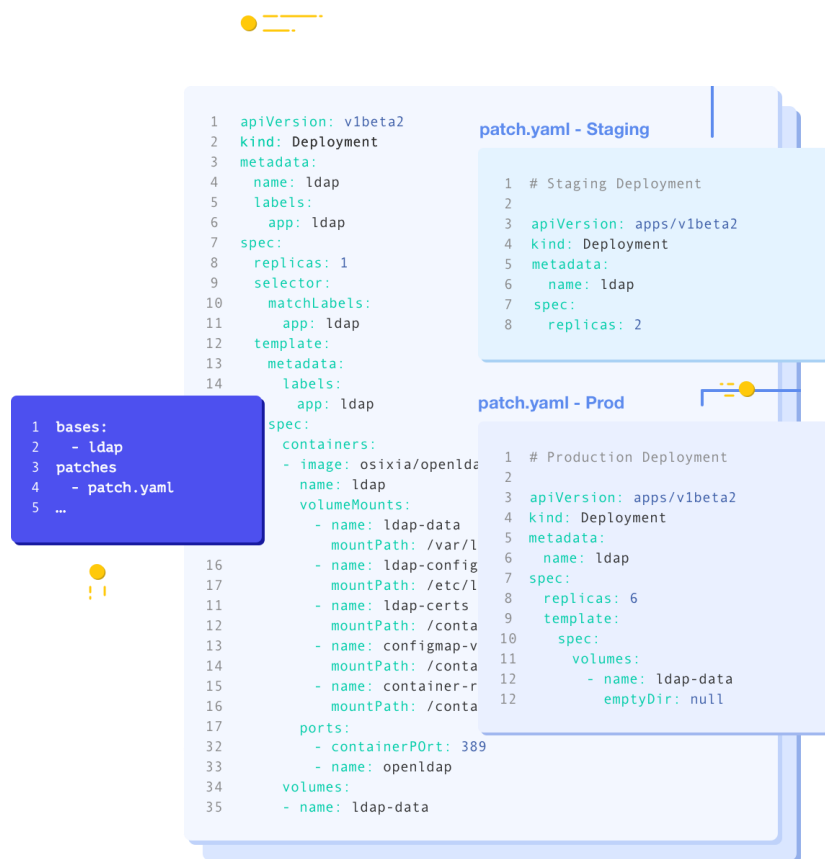 1 apiVersion: v1beta2
2 kind: Deployment
3 metadata:
4 name: ldap
5 labels:
6 app: ldap
7 spec:
8 replicas: 1
9 selector:
10 matchLabels:
11 app: ldap
12 template:
13 metadata:
14 labels:
app: ldap
spec:
containers:
- image: osixia/openlda
name: ldap
volumeMounts:
- name: ldap-data
mountPath: /var/l
16 - name: ldap-config
17 mountPath: /etc/l
11 - name: ldap-certs
12 mountPath: /conta
13 - name: configmap-v
14 mountPath: /conta
15 - name: container-r
16 mountPath: /conta
17 ports:
32 - containerPOrt: 389
33 - name: openldap
34 volumes:
35 - name: ldap-data
patch.yaml - Staging
1 # Staging Deployment
2
3 apiVersion: apps/v1beta2
4 kind: Deployment
5 metadata:
6 name: ldap
7 spec:
8 replicas: 2
patch.yaml - Prod
1 # Production Deployment
2
3 apiVersion: apps/v1beta2
4 kind: Deployment
5 metadata:
6 name: ldap
7 spec:
8 replicas: 6
9 template:
10 spec:
11 volumes:
12 - name: ldap-data
12 emptyDir: null
1 bases:
2 - ldap
3 patches
4 - patch.yaml
5 …